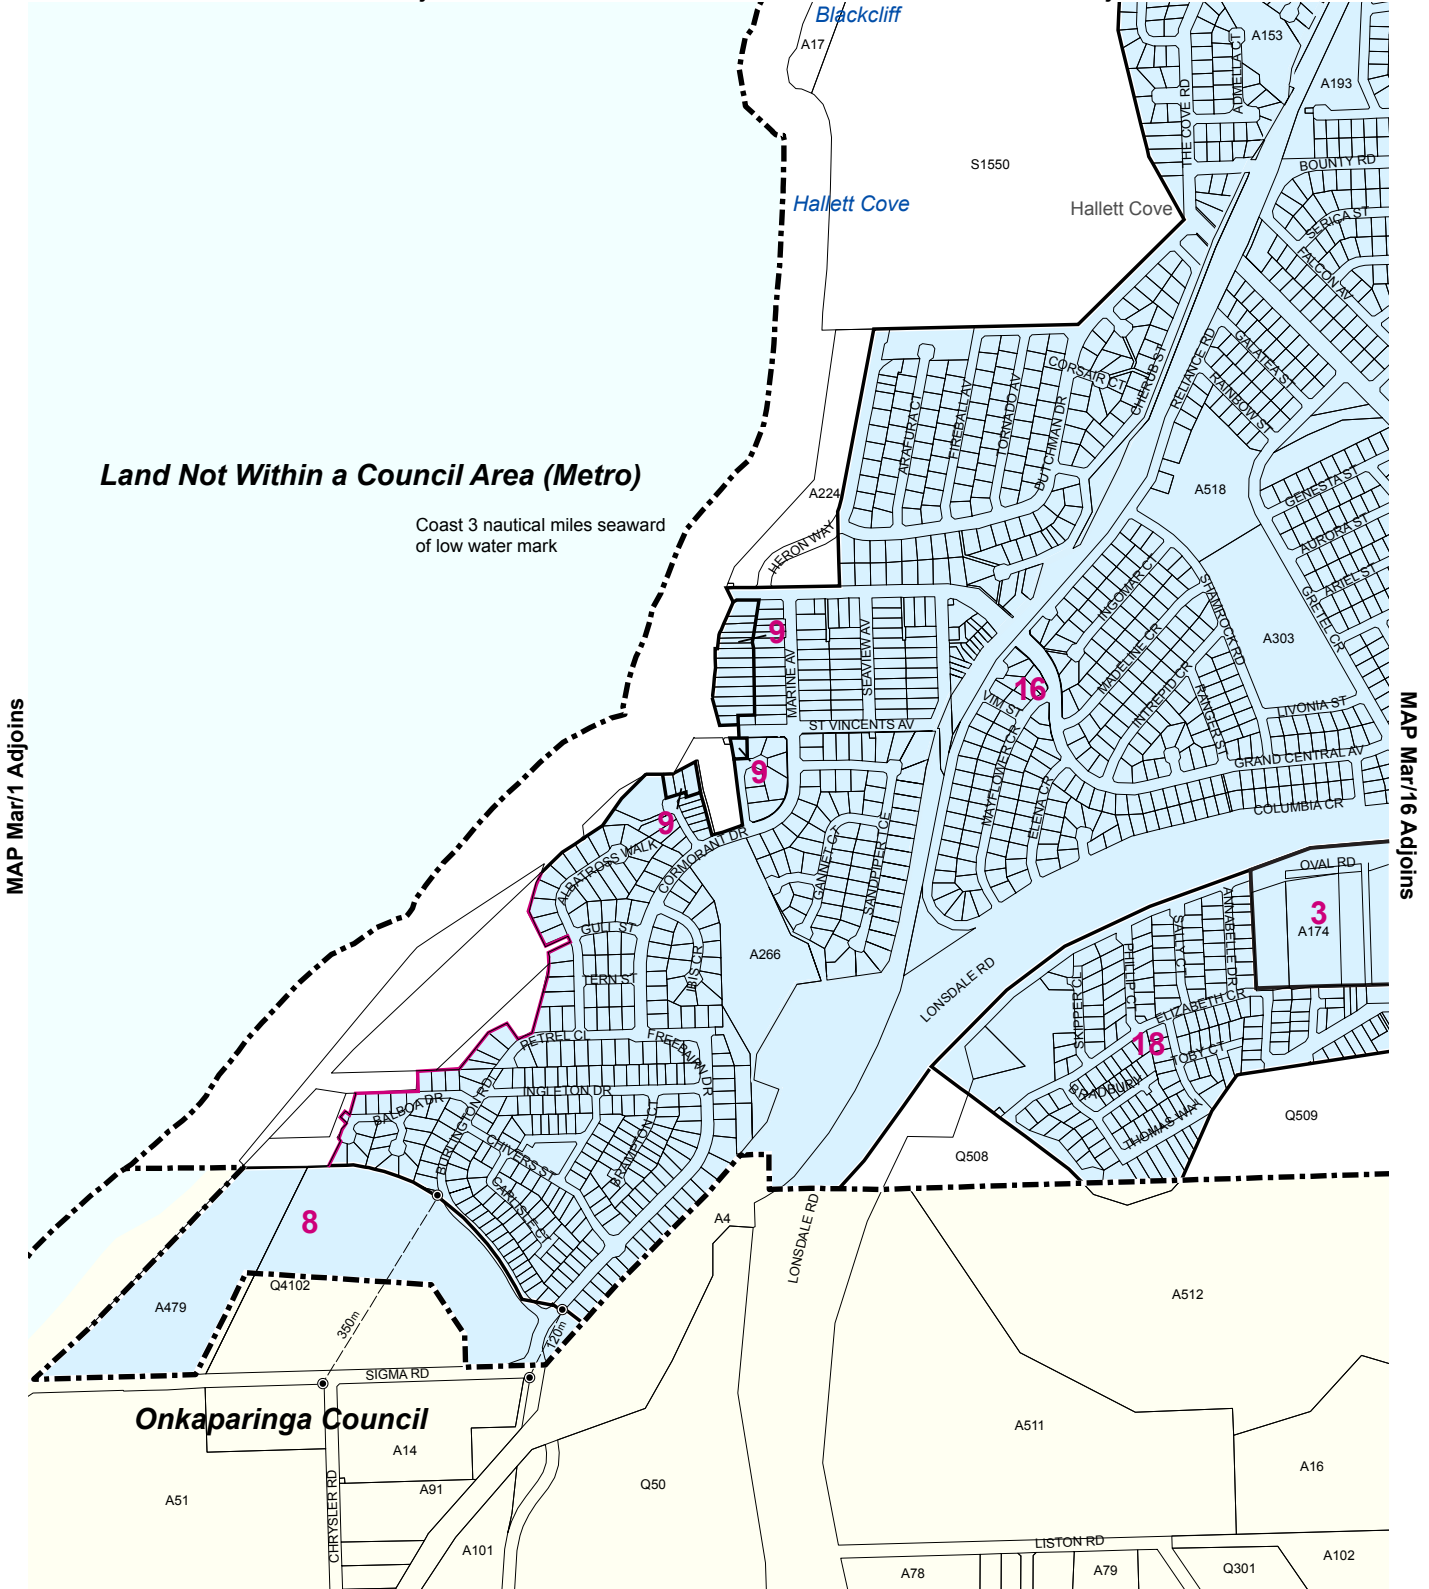 Blackcliff
A17
A153
ADMELLA CT
A193
THE COVE RD
BOUNTY RD
S1550
Hallett Cove
Hallett Cove
SERICA ST
FALCON AV
GALATEA ST
RAINBOW ST
RELIANCE RD
CHERUB ST
CORSAIR CT
DUTCHMAN DR
TORNADO AV
FIREBALL AV
ARAFURA CT
Land Not Within a Council Area (Metro)
Coast 3 nautical miles seaward
of low water mark
A224
HERON WAY
A518
GENESTA ST
AURORA ST
ARIEL ST
GRETEL CR
SHAMROCK RD
INGOMAR CT
MADELINE CR
INTREPID CR
RANGER ST
A303
LIVONIA ST
GRAND CENTRAL AV
COLUMBIA CR
9
MARINE AV
SEAVIEW AV
16
VIM ST
ST VINCENTS AV
MAYFLOWER CR
ELENA CR
9
9
MAP Mar/1 Adjoins
MAP Mar/16 Adjoins
ALBATROSS WALK
CORMORANT DR
GANNET CT
SANDPIPER CE
OVAL RD
3
A174
ANNABELLE DR
SALLY CT
PHILIP CT
SKIPPER CL
ELIZABETH CR
18
TOBY CT
BRADBURY
THOMAS WAY
GULL ST
TERN ST
IBIS CR
A266
LONSDALE RD
PETREL CL
FREEBAIRN DR
INGLETON DR
BALBOA DR
BURLINGTON RD
CHIVERS ST
BRAMPTON CT
CARLISLE CT
Q508
Q509
8
A4
LONSDALE RD
A479
Q4102
350m
120m
A512
SIGMA RD
Onkaparinga Council
A14
A91
A51
CHRYSLER RD
A101
Q50
A511
A16
LISTON RD
A78
A79
Q301
A102